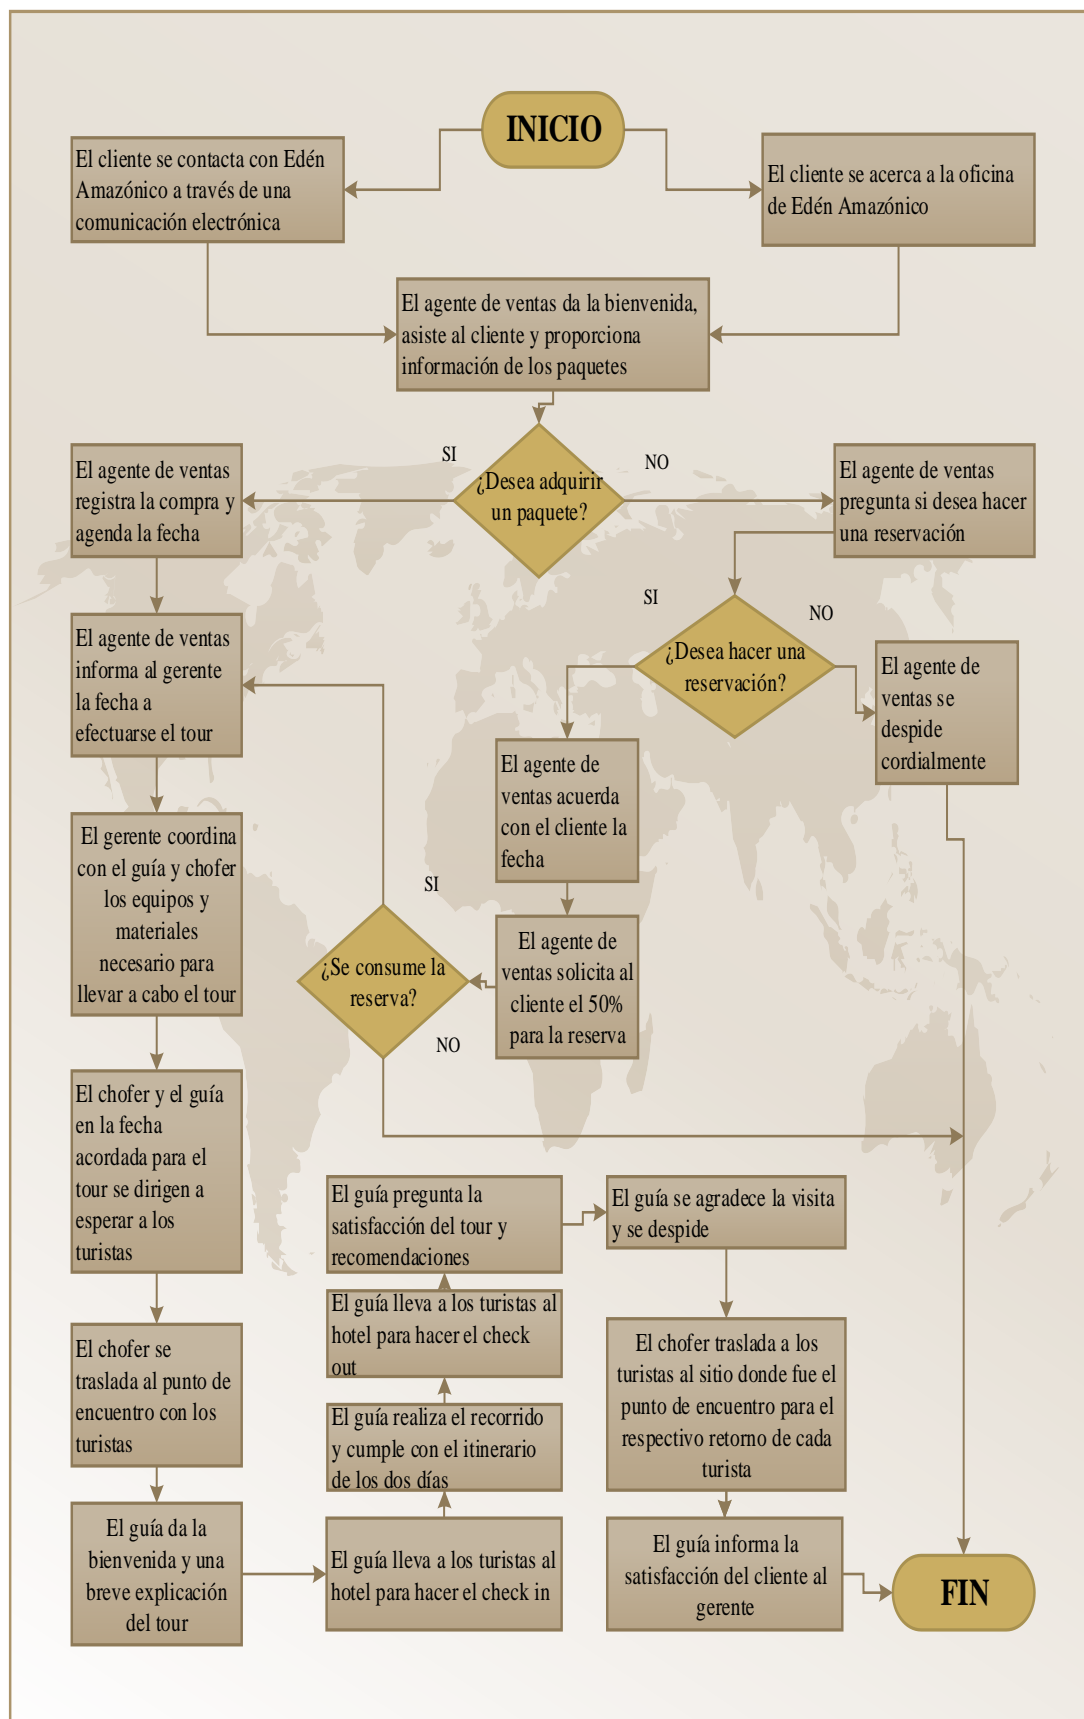 INICIO
El cliente se contacta con Edén
Amazónico a través de una
comunicación electrónica
El cliente se acerca a la oficina
de Edén Amazónico
El agente de ventas da la bienvenida,
asiste al cliente y proporciona
información de los paquetes
SI
¿Desea adquirir
un paquete?
NO
El agente de ventas
registra la compra y
agenda la fecha
El agente de ventas
pregunta si desea hacer
una reservación
SI
¿Desea hacer una
reservación?
NO
El agente de ventas
informa al gerente
la fecha a
efectuarse el tour
El agente de
ventas se
despide
cordialmente
El agente de
ventas acuerda
con el cliente la
fecha
El gerente coordina
con el guía y chofer
los equipos y
materiales
necesario para
llevar a cabo el tour
SI
¿Se consume la
reserva?
NO
El agente de
ventas solicita al
cliente el 50%
para la reserva
El chofer y el guía
en la fecha
acordada para el
tour se dirigen a
esperar a los
turistas
El chofer se
traslada al punto de
encuentro con los
turistas
El guía da la
bienvenida y una
breve explicación
del tour
El guía lleva a los turistas al
hotel para hacer el check in
El guía realiza el recorrido
y cumple con el itinerario
de los dos días
El guía lleva a los turistas al
hotel para hacer el check
out
El guía pregunta la
satisfacción del tour y
recomendaciones
El guía se agradece la visita
y se despide
El chofer traslada a los
turistas al sitio donde fue el
punto de encuentro para el
respectivo retorno de cada
turista
El guía informa la
satisfacción del cliente al
gerente
FIN